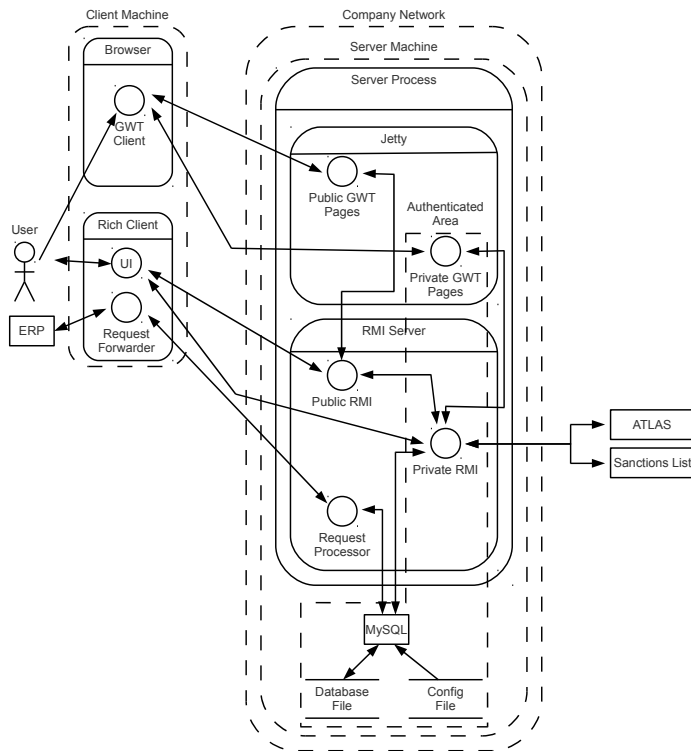 Client Machine
Company Network
Browser
Server Machine
Server Process
GWT
Client
Jetty
Public GWT
Pages
Authenticated
Area
User
Rich Client
UI
Private GWT
Pages
ERP
Request
Forwarder
RMI Server
Public RMI
ATLAS
Private RMI
Sanctions List
Request
Processor
MySQL
Database
File
Config
File